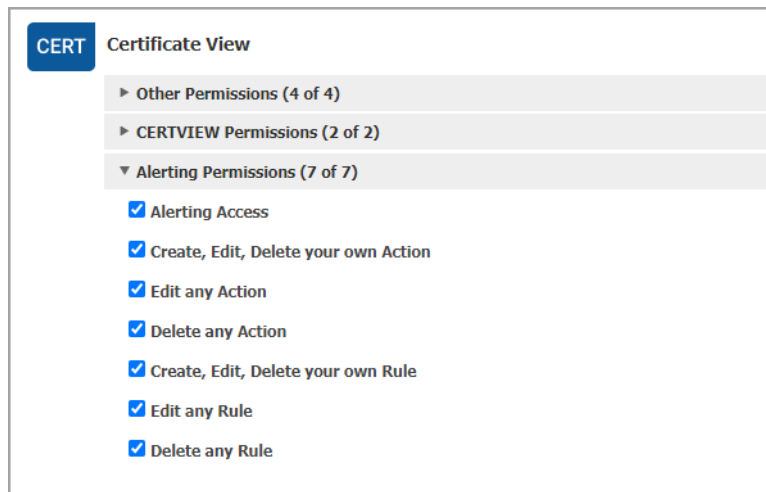 CERT Certificate View
Other Permissions (4 of 4)
CERTVIEW Permissions (2 of 2)
Alerting Permissions (7 of 7)
Alerting Access
Create, Edit, Delete your own Action
Edit any Action
Delete any Action
Create, Edit, Delete your own Rule
Edit any Rule
Delete any Rule